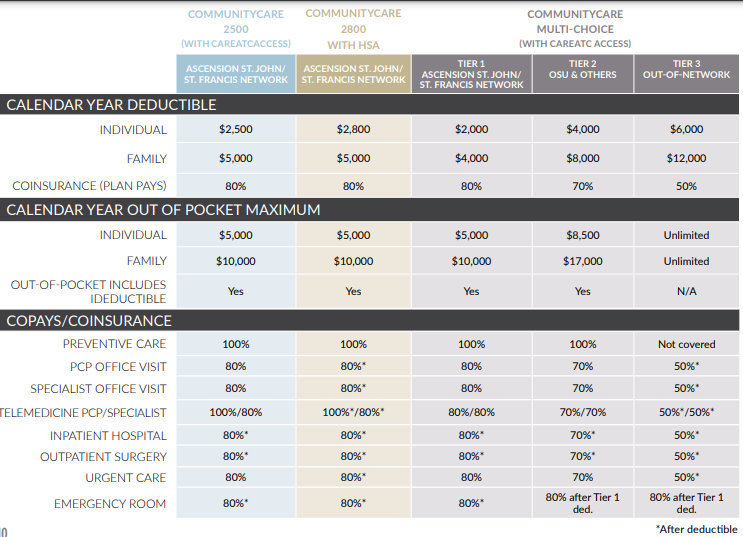 COMMUNITYCARE 2500 (WITH CAREATCACCESS)
COMMUNITYCARE 2800 WITH HSA
COMMUNITYCARE MULTI-CHOICE (WITH CAREATC ACCESS)
ASCENSION ST. JOHN/ ST. FRANCIS NETWORK
ASCENSION ST. JOHN/ ST. FRANCIS NETWORK
TIER 1 ASCENSION ST. JOHN/ ST. FRANCIS NETWORK
TIER 2 OSU & OTHERS
TIER 3 OUT-OF-NETWORK
CALENDAR YEAR DEDUCTIBLE
INDIVIDUAL $2,500 $2,800 $2,000 $4,000 $6,000
FAMILY $5,000 $5,000 $4,000 $8,000 $12,000
COINSURANCE (PLAN PAYS) 80% 80% 80% 70% 50%
CALENDAR YEAR OUT OF POCKET MAXIMUM
INDIVIDUAL $5,000 $5,000 $5,000 $8,500 Unlimited
FAMILY $10,000 $10,000 $10,000 $17,000 Unlimited
OUT-OF-POCKET INCLUDES IDEDUCTIBLE Yes Yes Yes Yes N/A
COPAYS/COINSURANCE
PREVENTIVE CARE 100% 100% 100% 100% Not covered
PCP OFFICE VISIT 80% 80%* 80% 70% 50%*
SPECIALIST OFFICE VISIT 80% 80%* 80% 70% 50%*
TELEMEDICINE PCP/SPECIALIST 100%/80% 100%*/80%* 80%/80% 70%/70% 50%*/50%*
INPATIENT HOSPITAL 80%* 80%* 80%* 70%* 50%*
OUTPATIENT SURGERY 80%* 80%* 80%* 70%* 50%*
URGENT CARE 80% 80%* 80% 70% 50%*
EMERGENCY ROOM 80%* 80%* 80%* 80% after Tier 1 ded. 80% after Tier 1 ded.
*After deductible